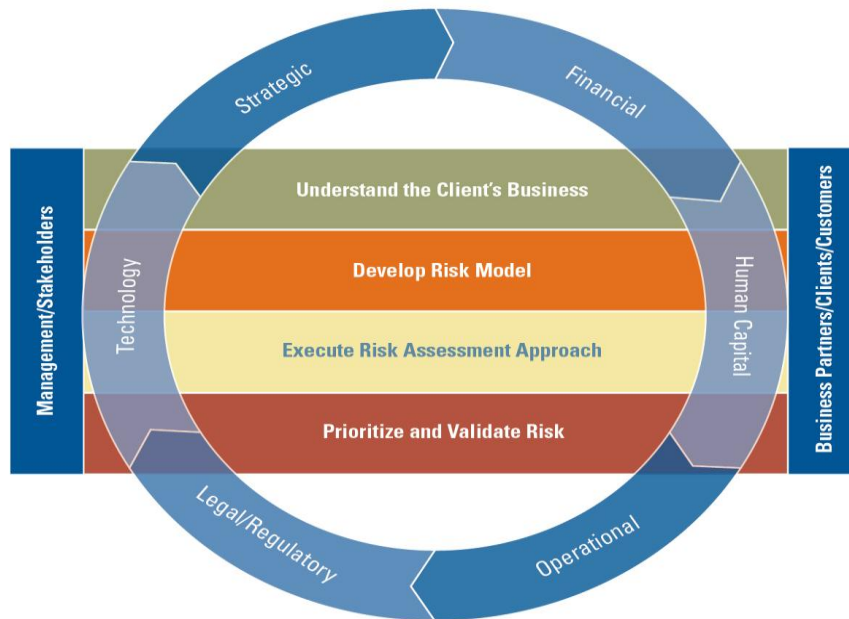 Strategic
Financial
Management/Stakeholders
Understand the Client's Business
Business Partners/Clients/Customers
Technology
Develop Risk Model
Human Capital
Execute Risk Assessment Approach
Prioritize and Validate Risk
Legal/Regulatory
Operational